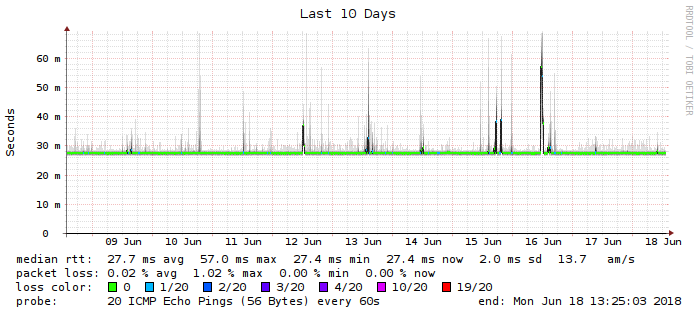 Last 10 Days
RRDTOOL / TOBI OETIKER
Seconds
60 m
50 m
40 m
30 m
20 m
10 m
0
09 Jun 10 Jun 11 Jun 12 Jun 13 Jun 14 Jun 15 Jun 16 Jun 17 Jun 18 Jun
median rtt: 27.7 ms avg 57.0 ms max 27.4 ms min 27.4 ms now 2.0 ms sd 13.7 am/s
packet loss: 0.02 % avg 1.02 % max 0.00 % min 0.00 % now
loss color: 0 1/20 2/20 3/20 4/20 10/20 19/20
probe: 20 ICMP Echo Pings (56 Bytes) every 60s end: Mon Jun 18 13:25:03 2018